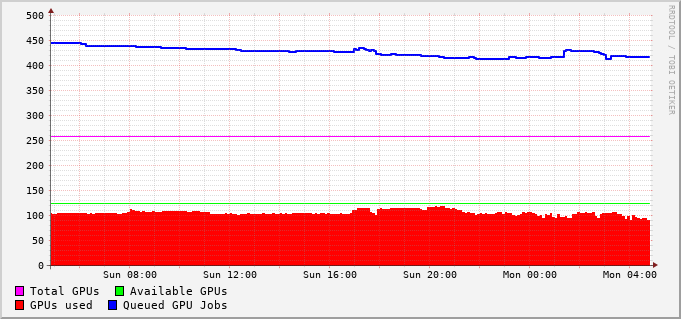 500
450
400
350
300
250
200
150
100
50
0
Sun 08:00 Sun 12:00 Sun 16:00 Sun 20:00 Mon 00:00 Mon 04:00
Total GPUs Available GPUs
GPUs used Queued GPU Jobs
RRDTOOL / TOBI OETIKER